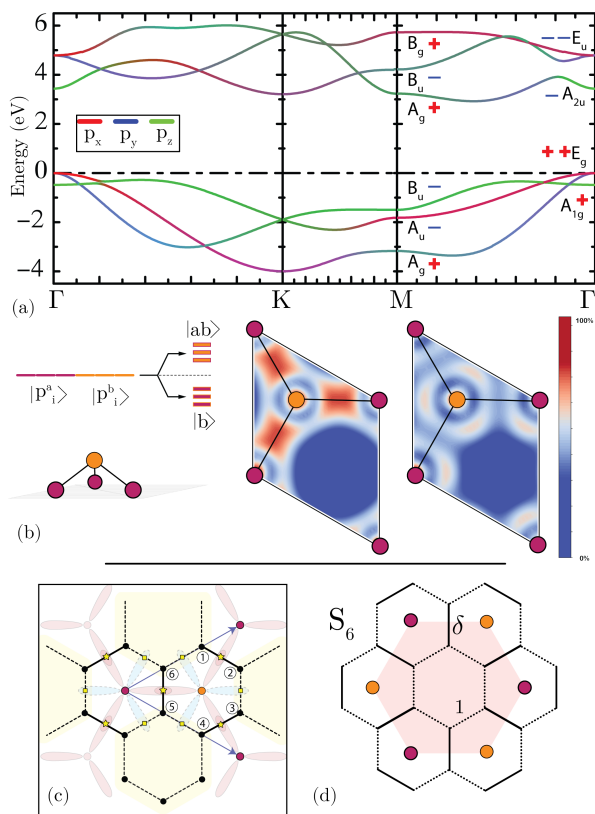 6
4
2
0
−2
−4
Energy (eV)
p_x p_y p_z
B_g +
B_u −
A_g +
B_u −
A_u −
A_g +
− − E_u
− A_2u
+ + E_g
+
A_1g
Γ K M Γ
(a)
|ab⟩
|p^a_i⟩ |p^b_i⟩
|b⟩
(b)
100%
0%
①
⑥ ②
⑤ ③
④
(c)
S_6
δ
1
(d)